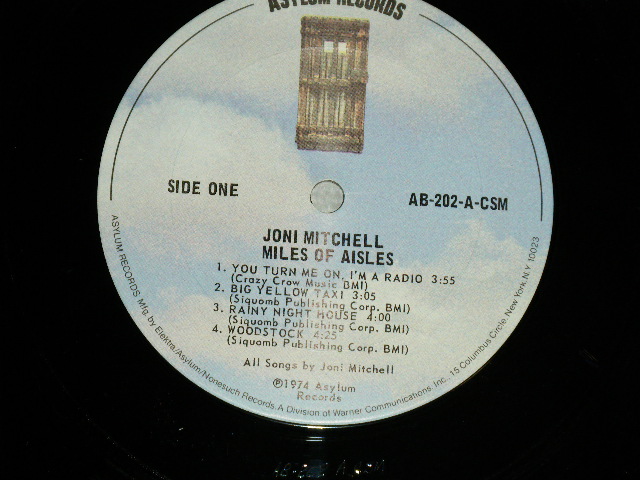 ASYLUM RECORDS
SIDE ONE
AB-202-A-CSM
JONI MITCHELL
MILES OF AISLES
1. YOU TURN ME ON, I'M A RADIO 3:55
(Crazy Crow Music BMI)
2. BIG YELLOW TAXI 3:05
(Siquomb Publishing Corp. BMI)
3. RAINY NIGHT HOUSE 4:00
(Siquomb Publishing Corp. BMI)
4. WOODSTOCK 4:25
(Siquomb Publishing Corp. BMI)
All Songs by Joni Mitchell
℗1974 Asylum
Records
ASYLUM RECORDS Mfg. by Elektra/Asylum/Nonesuch Records, A Division of Warner Communications, Inc., 15 Columbus Circle, New York, N.Y. 10023